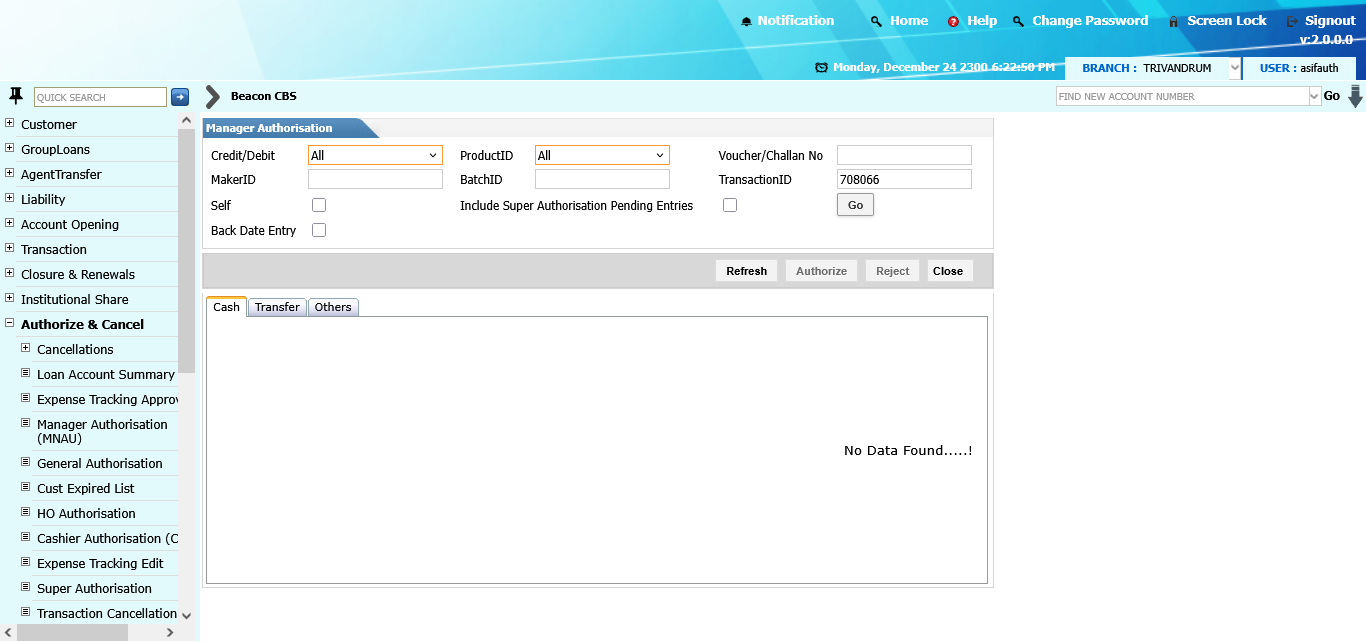 Notification Home Help Change Password Screen Lock Signout
v:2.0.0.0
Monday, December 24 2300 6:22:50 PM BRANCH : TRIVANDRUM USER : asifauth
QUICK SEARCH Beacon CBS FIND NEW ACCOUNT NUMBER Go
Customer
GroupLoans
AgentTransfer
Liability
Account Opening
Transaction
Closure & Renewals
Institutional Share
Authorize & Cancel
Cancellations
Loan Account Summary
Expense Tracking Approv
Manager Authorisation
(MNAU)
General Authorisation
Cust Expired List
HO Authorisation
Cashier Authorisation (C
Expense Tracking Edit
Super Authorisation
Transaction Cancellation
Manager Authorisation
Credit/Debit All ProductID All Voucher/Challan No
MakerID BatchID TransactionID 708066
Self Include Super Authorisation Pending Entries Go
Back Date Entry
Refresh Authorize Reject Close
Cash Transfer Others
No Data Found.....!